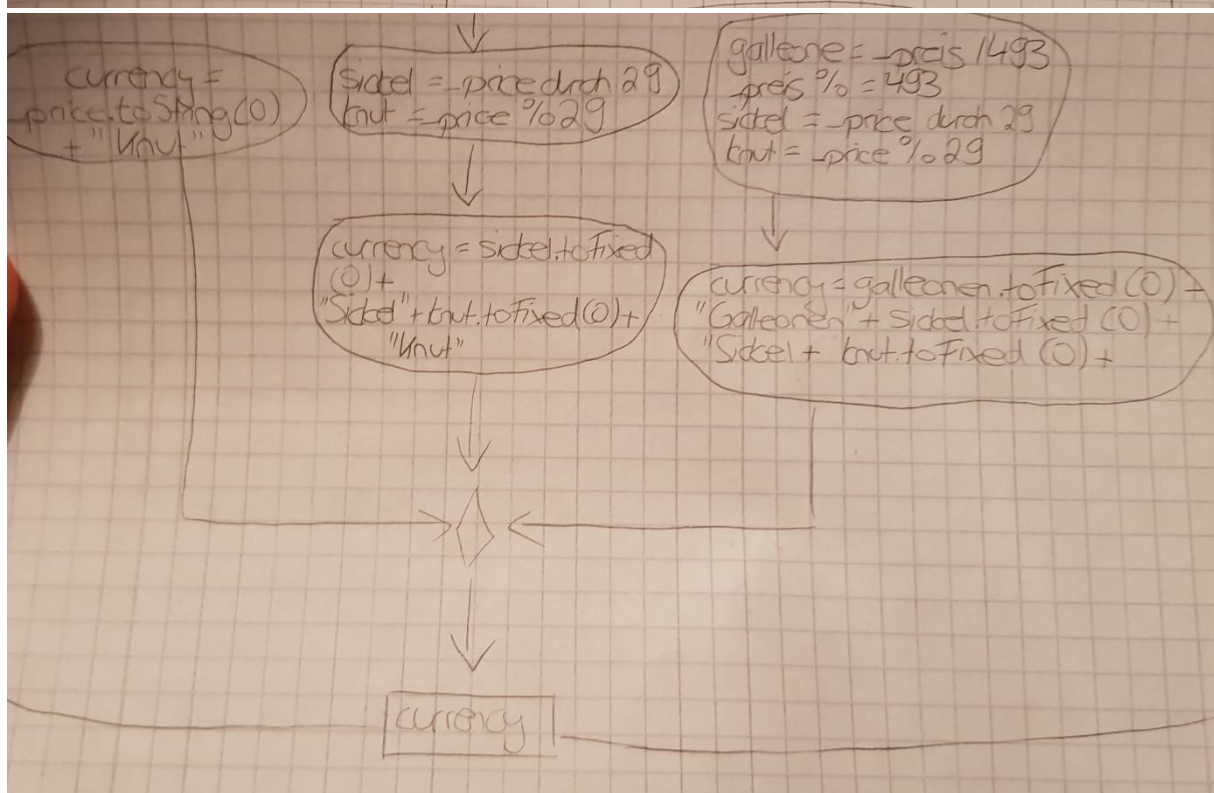 currency =
price.toString(0)
+ "Knut"
sickel = _price durch 29
knut = _price % 29
galleone = _preis / 493
_preis % = 493
sickel = _price durch 29
knut = _price % 29
currency = sickel.toFixed
(0) +
"Sickel" + knut.toFixed(0) +
"Knut"
currency = galleonen.toFixed (0) +
"Galleonen" + sickel.toFixed (0) +
"Sickel + knut.toFixed (0) +
currency